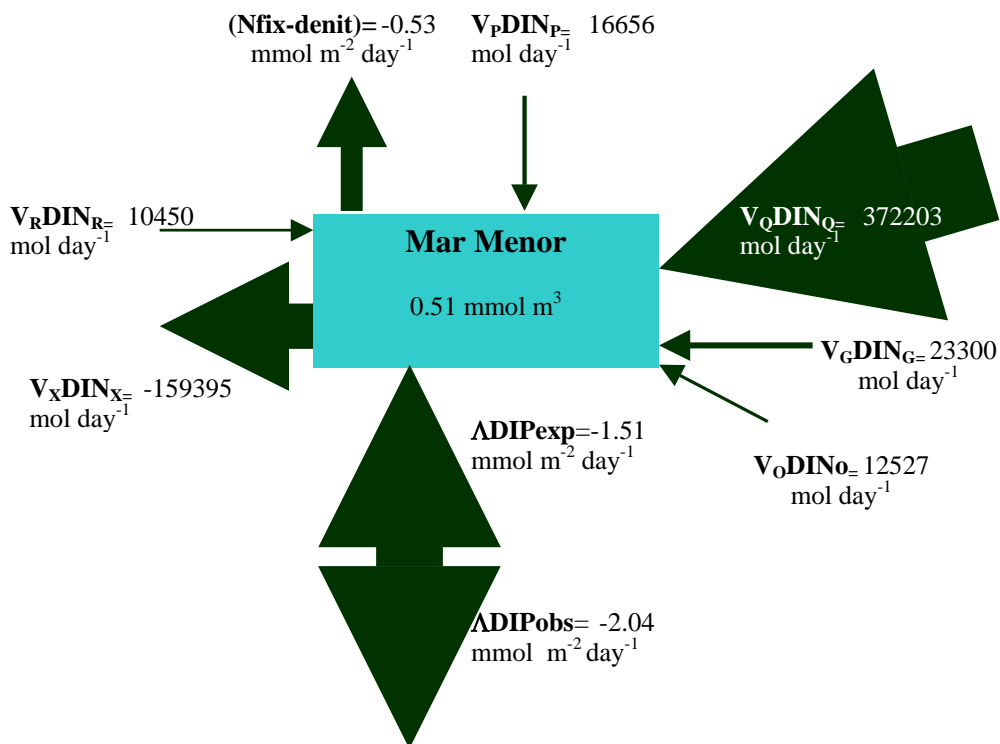 (Nfix-denit)= -0.53
mmol m-2 day-1
VPDINP= 16656
mol day-1
VRDINR= 10450
mol day-1
Mar Menor
0.51 mmol m3
VQDINQ= 372203
mol day-1
VXDINX= -159395
mol day-1
VGDING= 23300
mol day-1
ΛDIPexp=-1.51
mmol m-2 day-1
VODINo= 12527
mol day-1
ΛDIPobs= -2.04
mmol m-2 day-1